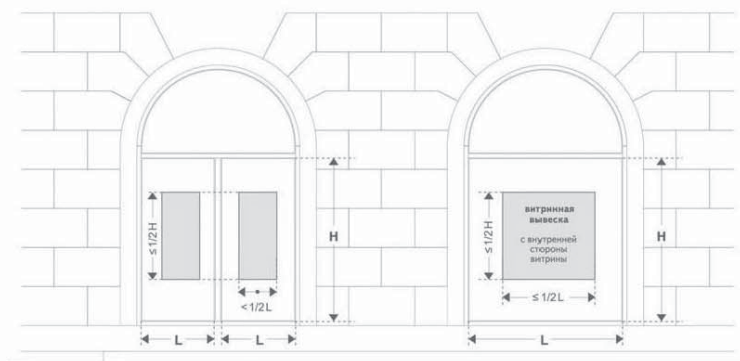 ≤1/2H
<1/2L
L
L
H
витринная
вывеска
с внутренней
стороны
витрины
≤1/2H
≤1/2L
L
H